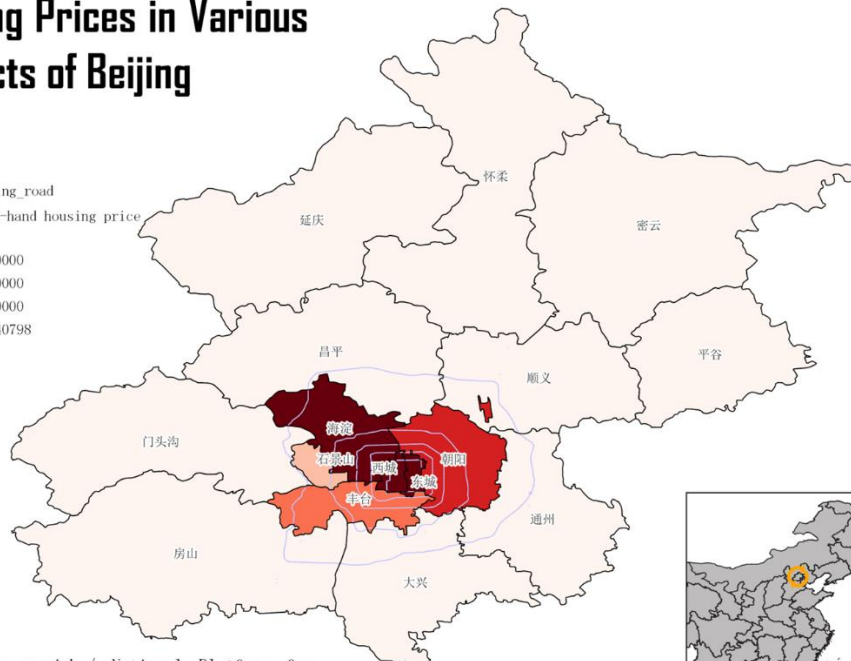 ng Prices in Various
cts of Beijing
ng_road
-hand housing price
0000
0000
0000
0798
怀柔
延庆
密云
昌平
平谷
顺义
海淀
门头沟
石景山
朝阳
西城
东城
丰台
通州
房山
大兴